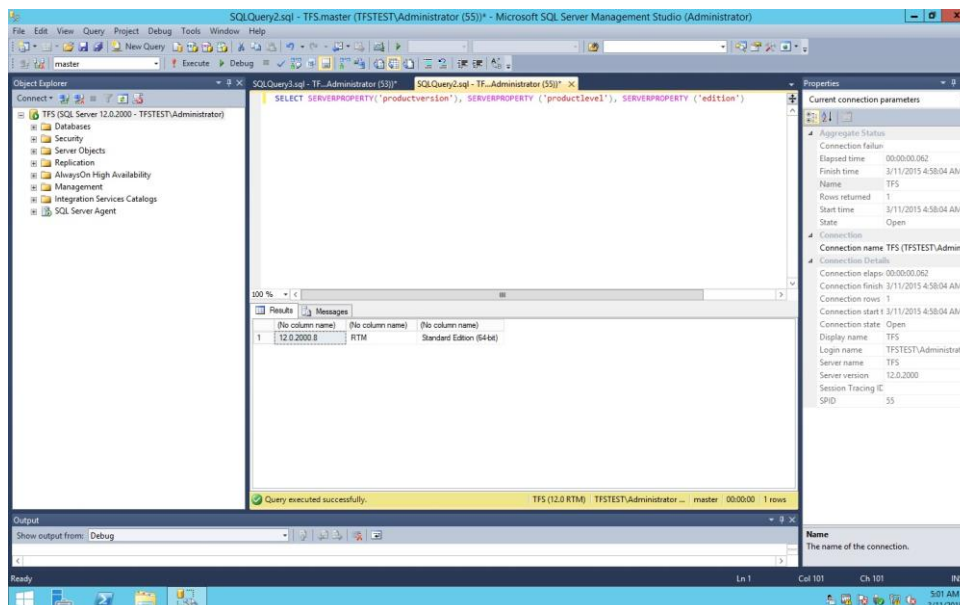 SQLQuery2.sql - TFS.master (TFSTEST\Administrator (55))* - Microsoft SQL Server Management Studio (Administrator)
File Edit View Query Project Debug Tools Window Help
New Query
master Execute Debug
Object Explorer
Connect
TFS (SQL Server 12.0.2000 - TFSTEST\Administrator)
Databases
Security
Server Objects
Replication
AlwaysOn High Availability
Management
Integration Services Catalogs
SQL Server Agent
SQLQuery3.sql - TF...Administrator (53))* SQLQuery2.sql - TF...Administrator (55))*
SELECT SERVERPROPERTY('productversion'), SERVERPROPERTY ('productlevel'), SERVERPROPERTY ('edition')
100 %
Results Messages
(No column name) (No column name) (No column name)
1 12.0.2000.8 RTM Standard Edition (64-bit)
Query executed successfully. TFS (12.0 RTM) TFSTEST\Administrator ... master 00:00:00 1 rows
Properties
Current connection parameters
Aggregate Status
Connection failur
Elapsed time 00:00:00.062
Finish time 3/11/2015 4:58:04 AM
Name TFS
Rows returned 1
Start time 3/11/2015 4:58:04 AM
State Open
Connection
Connection name TFS (TFSTEST\Admin
Connection Details
Connection elaps 00:00:00.062
Connection finish 3/11/2015 4:58:04 AM
Connection rows 1
Connection start t 3/11/2015 4:58:04 AM
Connection state Open
Display name TFS
Login name TFSTEST\Administrat
Server name TFS
Server version 12.0.2000
Session Tracing ID
SPID 55
Name
The name of the connection.
Output
Show output from: Debug
Ready Ln 1 Col 101 Ch 101 INS
5:01 AM